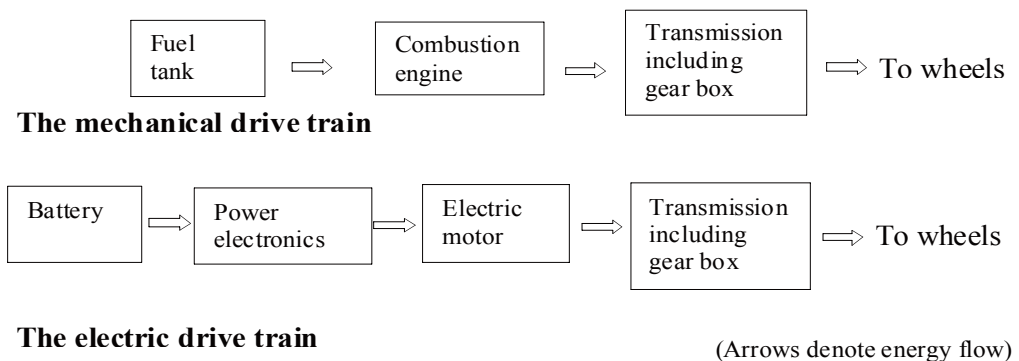 Fuel
tank
Combustion
engine
Transmission
including
gear box
To wheels
The mechanical drive train
Battery
Power
electronics
Electric
motor
Transmission
including
gear box
To wheels
The electric drive train
(Arrows denote energy flow)